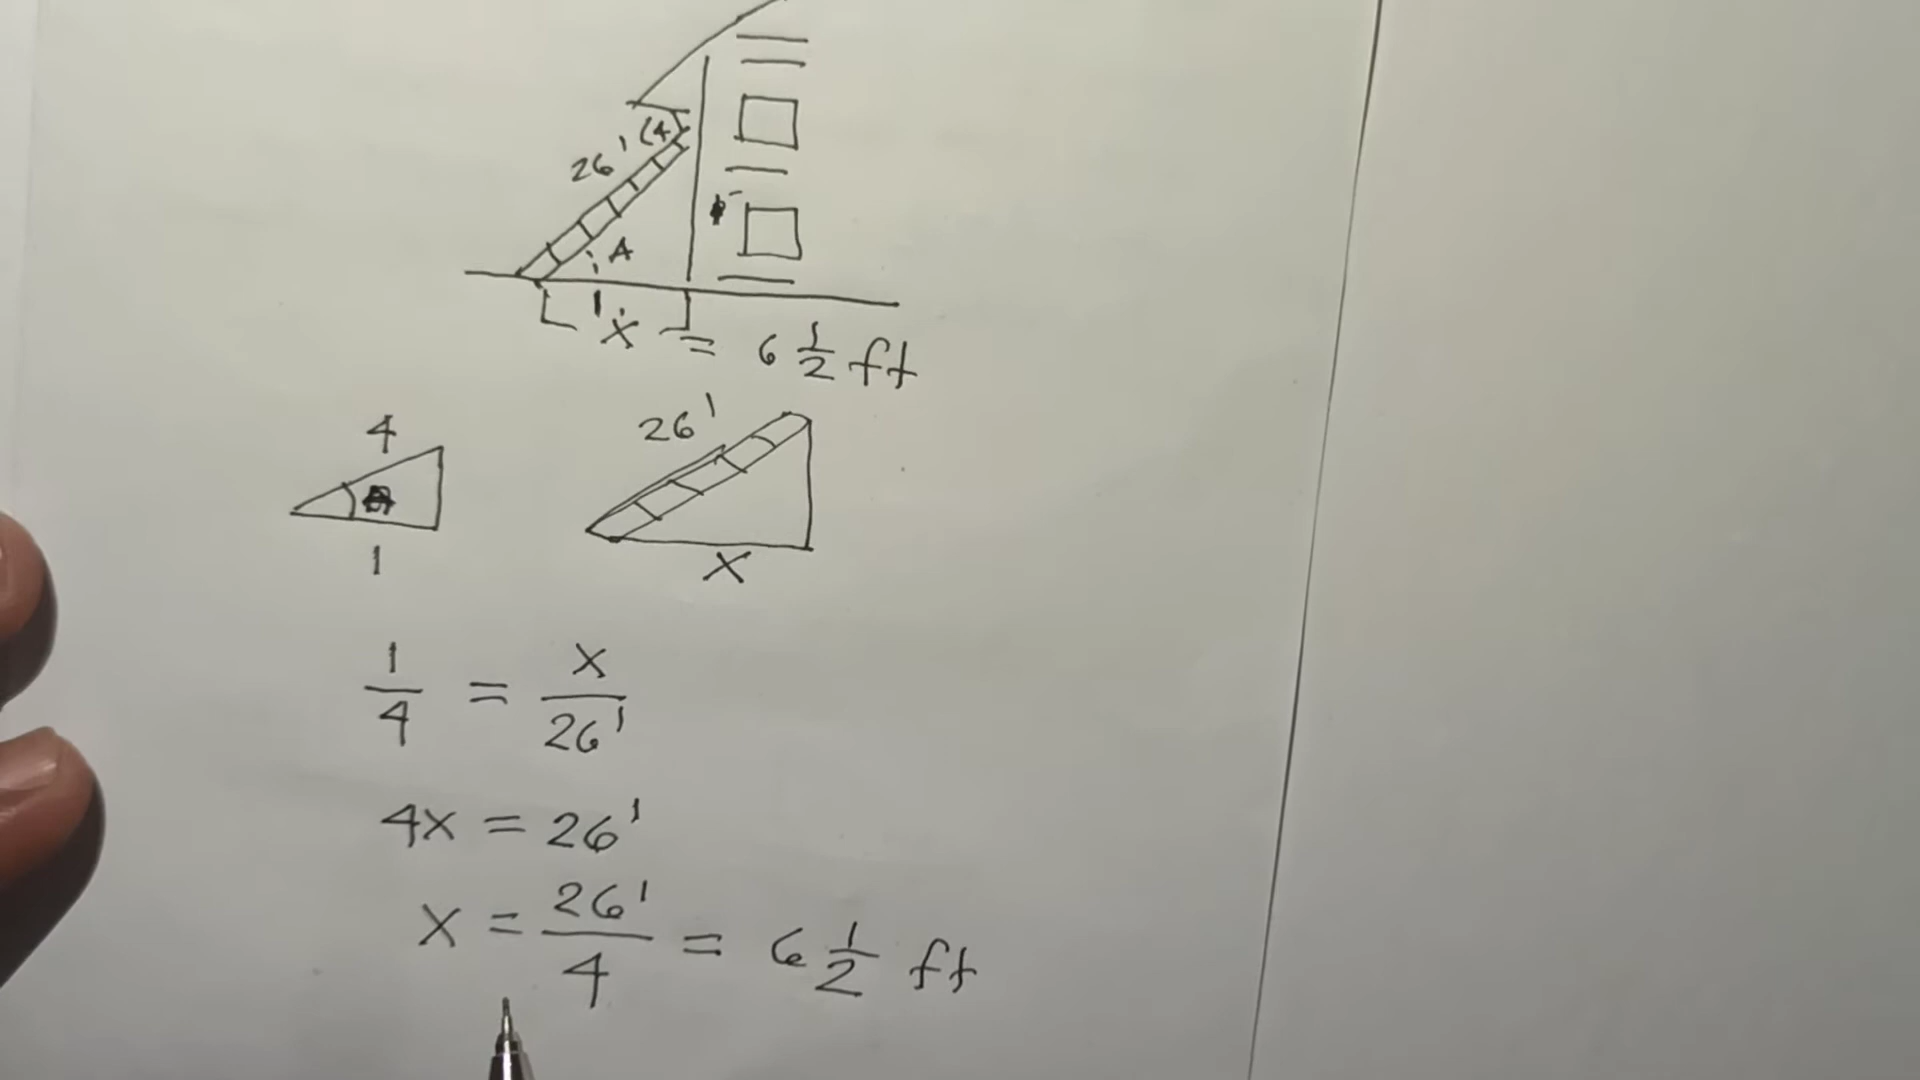 26' (4)
A
1
x = 6 1/2 ft
4
26'
1
x
1/4 = x/26'
4x = 26'
x = 26'/4 = 6 1/2 ft